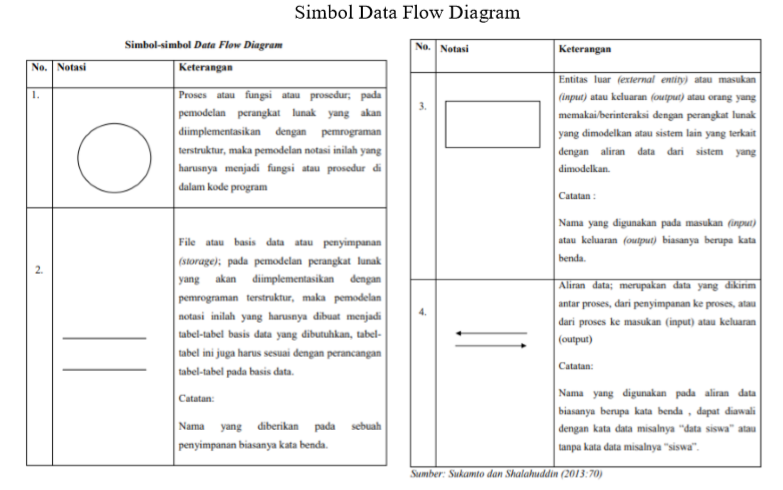 Simbol Data Flow Diagram
Simbol-simbol Data Flow Diagram
No. Notasi Keterangan
1.
Proses atau fungsi atau prosedur; pada
pemodelan perangkat lunak yang akan
diimplementasikan dengan pemrograman
terstruktur, maka pemodelan notasi inilah yang
harusnya menjadi fungsi atau prosedur di
dalam kode program
2.
File atau basis data atau penyimpanan
(storage); pada pemodelan perangkat lunak
yang akan diimplementasikan dengan
pemrograman terstruktur, maka pemodelan
notasi inilah yang harusnya dibuat menjadi
tabel-tabel basis data yang dibutuhkan, tabel-
tabel ini juga harus sesuai dengan perancangan
tabel-tabel pada basis data.
Catatan:
Nama yang diberikan pada sebuah
penyimpanan biasanya kata benda.
No. Notasi Keterangan
3.
Entitas luar (external entity) atau masukan
(input) atau keluaran (output) atau orang yang
memakai/berinteraksi dengan perangkat lunak
yang dimodelkan atau sistem lain yang terkait
dengan aliran data dari sistem yang
dimodelkan.
Catatan :
Nama yang digunakan pada masukan (input)
atau keluaran (output) biasanya berupa kata
benda.
4.
Aliran data; merupakan data yang dikirim
antar proses, dari penyimpanan ke proses, atau
dari proses ke masukan (input) atau keluaran
(output)
Catatan:
Nama yang digunakan pada aliran data
biasanya berupa kata benda , dapat diawali
dengan kata data misalnya "data siswa" atau
tanpa kata data misalnya "siswa".
Sumber: Sukamto dan Shalahuddin (2013:70)